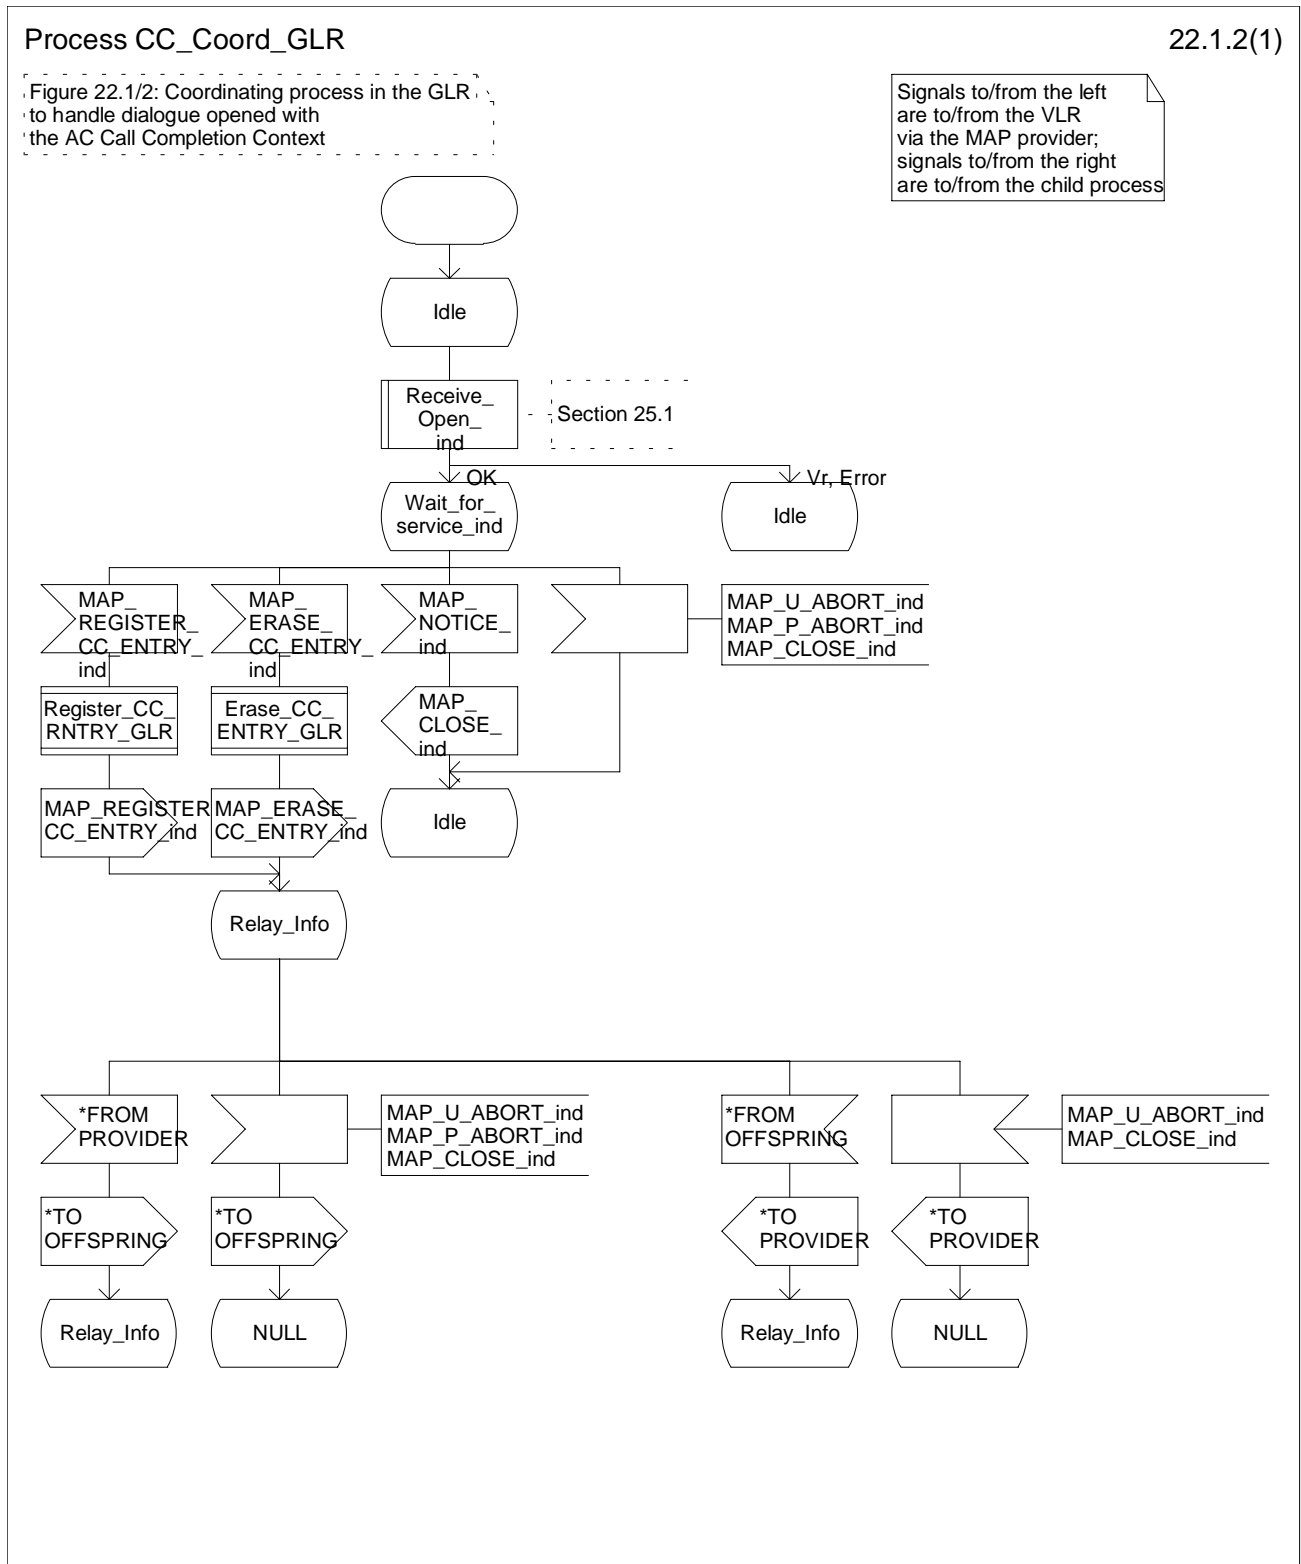 Process CC_Coord_GLR
22.1.2(1)
Figure 22.1/2: Coordinating process in the GLR
to handle dialogue opened with
the AC Call Completion Context
Signals to/from the left
are to/from the VLR
via the MAP provider;
signals to/from the right
are to/from the child process
Idle
Receive_
Open_
ind
Section 25.1
OK
Vr, Error
Wait_for_
service_ind
Idle
MAP_
REGISTER_
CC_ENTRY_
ind
MAP_
ERASE_
CC_ENTRY_
ind
MAP_
NOTICE_
ind
MAP_U_ABORT_ind
MAP_P_ABORT_ind
MAP_CLOSE_ind
Register_CC_
RNTRY_GLR
Erase_CC_
ENTRY_GLR
MAP_
CLOSE_
ind
MAP_REGISTER
CC_ENTRY_ind
MAP_ERASE_
CC_ENTRY_ind
Idle
Relay_Info
*FROM
PROVIDER
MAP_U_ABORT_ind
MAP_P_ABORT_ind
MAP_CLOSE_ind
*FROM
OFFSPRING
MAP_U_ABORT_ind
MAP_CLOSE_ind
*TO
OFFSPRING
*TO
OFFSPRING
*TO
PROVIDER
*TO
PROVIDER
Relay_Info
NULL
Relay_Info
NULL